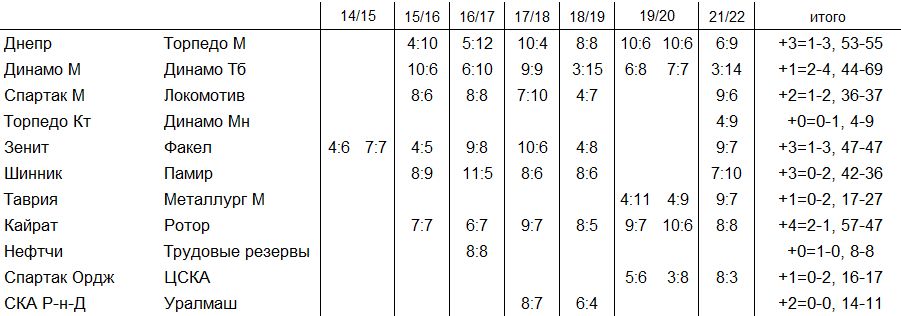 14/15 15/16 16/17 17/18 18/19 19/20 21/22 итого
Днепр Торпедо М 4:10 5:12 10:4 8:8 10:6 10:6 6:9 +3=1-3, 53-55
Динамо М Динамо Тб 10:6 6:10 9:9 3:15 6:8 7:7 3:14 +1=2-4, 44-69
Спартак М Локомотив 8:6 8:8 7:10 4:7 9:6 +2=1-2, 36-37
Торпедо Кт Динамо Мн 4:9 +0=0-1, 4-9
Зенит Факел 4:6 7:7 4:5 9:8 10:6 4:8 9:7 +3=1-3, 47-47
Шинник Памир 8:9 11:5 8:6 8:6 7:10 +3=0-2, 42-36
Таврия Металлург М 4:11 4:9 9:7 +1=0-2, 17-27
Кайрат Ротор 7:7 6:7 9:7 8:5 9:7 10:6 8:8 +4=2-1, 57-47
Нефтчи Трудовые резервы 8:8 +0=1-0, 8-8
Спартак Ордж ЦСКА 5:6 3:8 8:3 +1=0-2, 16-17
СКА Р-н-Д Уралмаш 8:7 6:4 +2=0-0, 14-11